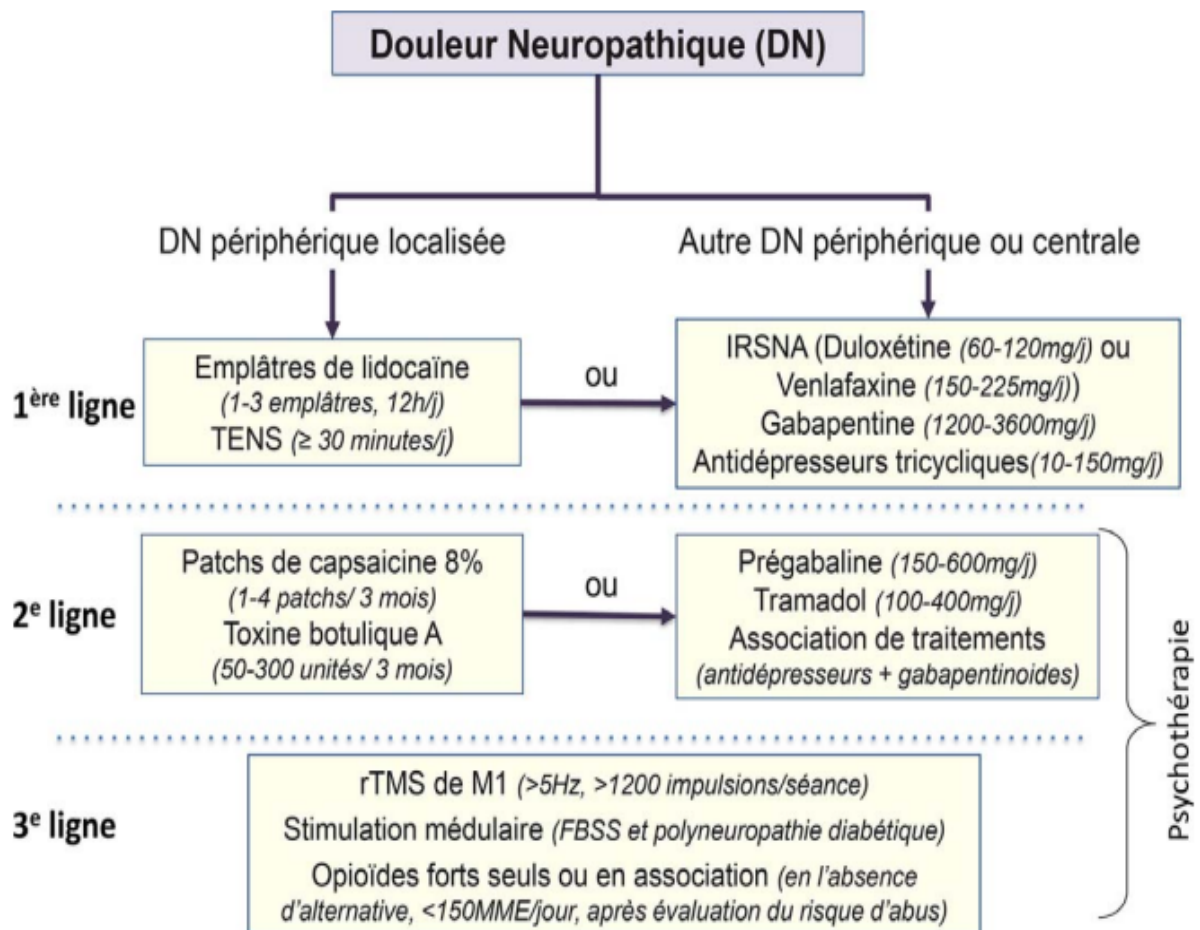 Douleur Neuropathique (DN)
DN périphérique localisée
Autre DN périphérique ou centrale
1ère ligne
Emplâtres de lidocaïne
(1-3 emplâtres, 12h/j)
TENS (≥ 30 minutes/j)
ou
IRSNA (Duloxétine (60-120mg/j) ou
Venlafaxine (150-225mg/j))
Gabapentine (1200-3600mg/j)
Antidépresseurs tricycliques(10-150mg/j)
2e ligne
Patchs de capsaicine 8%
(1-4 patchs/ 3 mois)
Toxine botulique A
(50-300 unités/ 3 mois)
ou
Prégabaline (150-600mg/j)
Tramadol (100-400mg/j)
Association de traitements
(antidépresseurs + gabapentinoides)
3e ligne
rTMS de M1 (>5Hz, >1200 impulsions/séance)
Stimulation médulaire (FBSS et polyneuropathie diabétique)
Opioïdes forts seuls ou en association (en l'absence
d'alternative, <150MME/jour, après évaluation du risque d'abus)
Psychothérapie